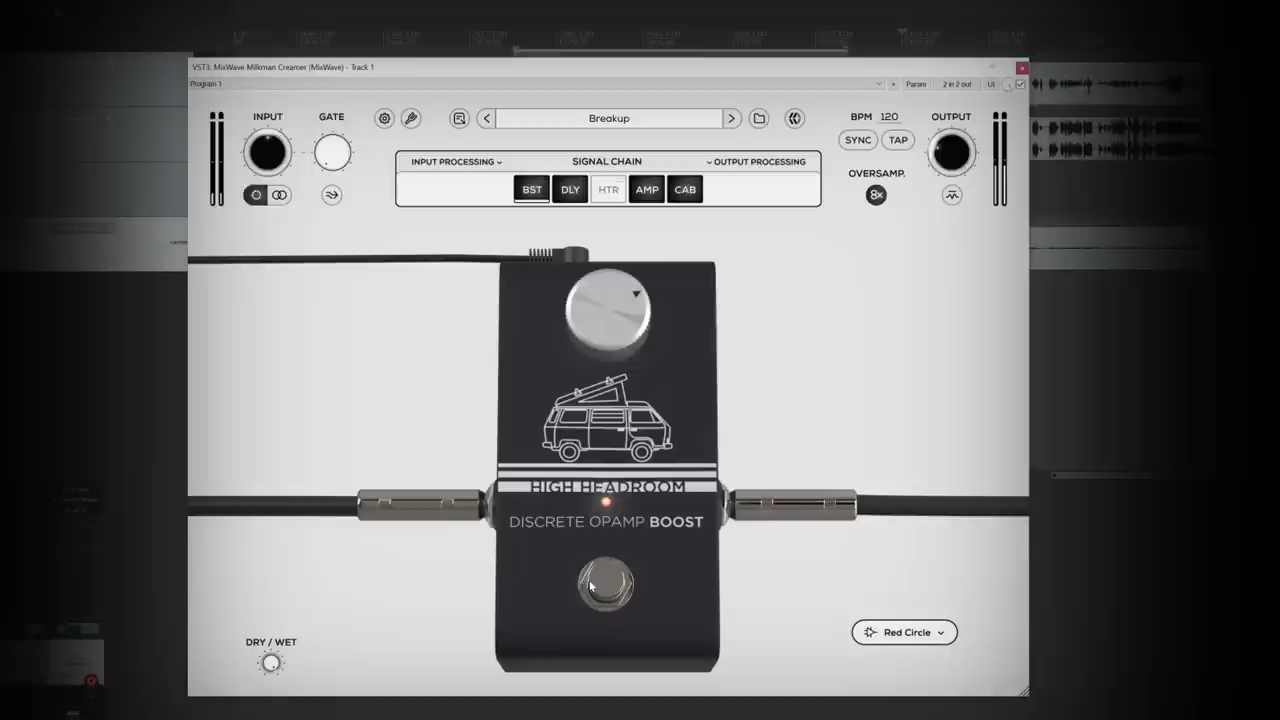 VST3: MixWave Milkman Creamer (MixWave) - Track 1
Program 1
Param
2 in 2 out
UI
INPUT
GATE
Breakup
BPM 120
OUTPUT
SYNC
TAP
INPUT PROCESSING
SIGNAL CHAIN
OUTPUT PROCESSING
BST
DLY
HTR
AMP
CAB
OVERSAMP.
8x
HIGH HEADROOM
DISCRETE OPAMP BOOST
DRY / WET
Red Circle